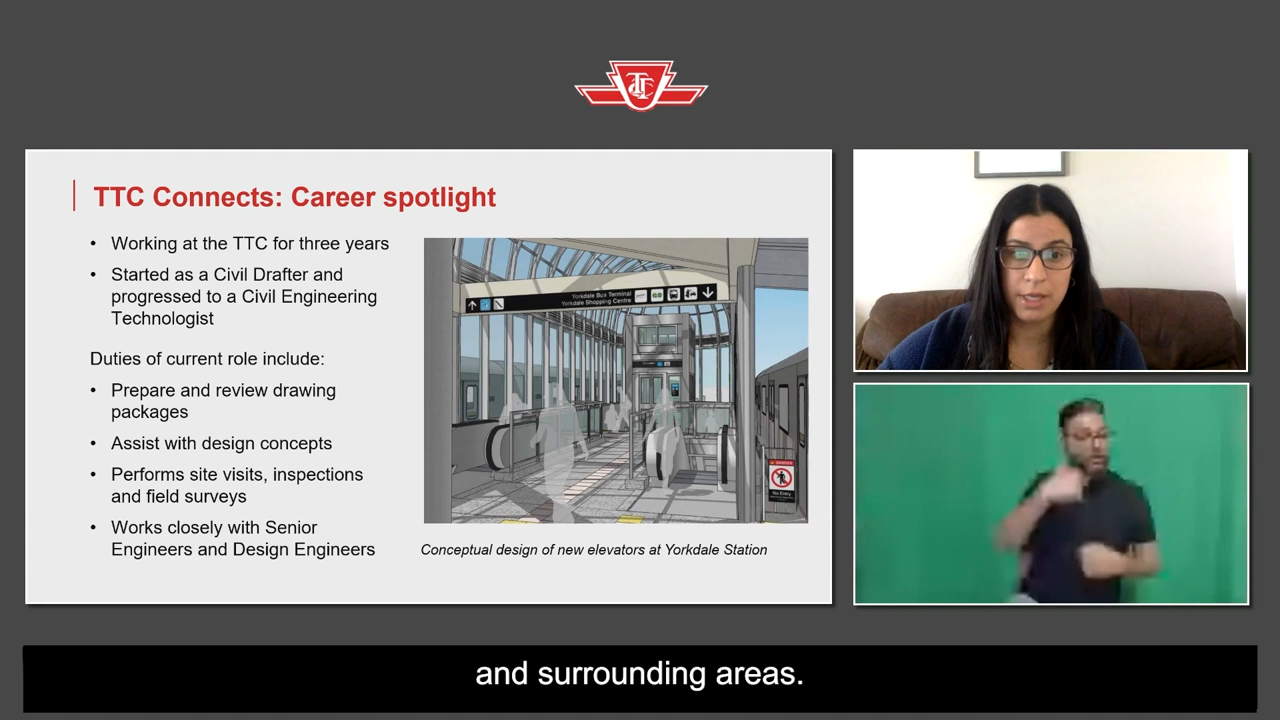 TTC
TTC Connects: Career spotlight
• Working at the TTC for three years
• Started as a Civil Drafter and
progressed to a Civil Engineering
Technologist
Duties of current role include:
• Prepare and review drawing
packages
• Assist with design concepts
• Performs site visits, inspections
and field surveys
• Works closely with Senior
Engineers and Design Engineers
Yorkdale Bus Terminal
Yorkdale Shopping Centre
DANGER
No Entry
Conceptual design of new elevators at Yorkdale Station
and surrounding areas.